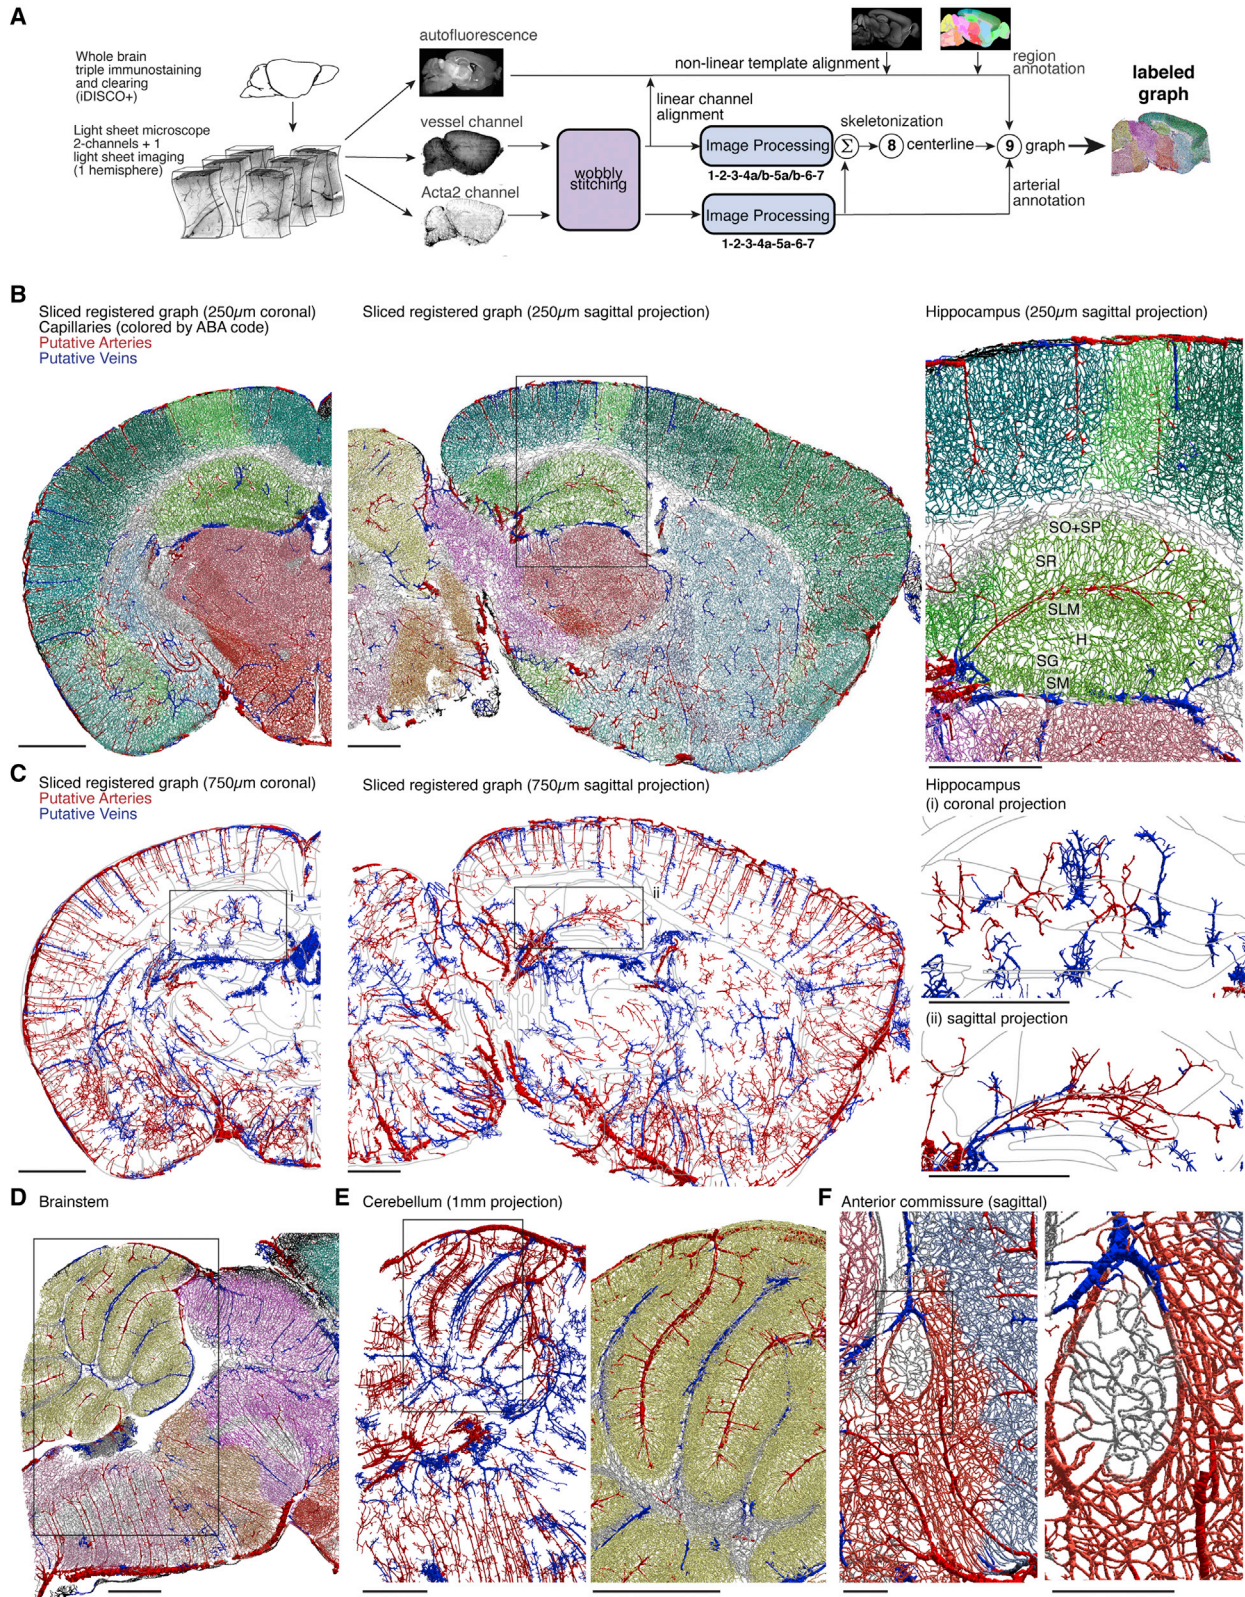 A
Whole brain
triple immunostaining
and clearing
(iDISCO+)
Light sheet microscope
2-channels + 1
light sheet imaging
(1 hemisphere)
autofluorescence
vessel channel
Acta2 channel
wobbly
stitching
non-linear template alignment
linear channel
alignment
Image Processing
1-2-3-4a/b-5a/b-6-7
Image Processing
1-2-3-4a-5a-6-7
skeletonization
Σ
8
centerline
9
graph
region
annotation
arterial
annotation
labeled
graph
B
Sliced registered graph (250µm coronal)
Capillaries (colored by ABA code)
Putative Arteries
Putative Veins
Sliced registered graph (250µm sagittal projection)
Hippocampus (250µm sagittal projection)
SO+SP
SR
SLM
H
SG
SM
C
Sliced registered graph (750µm coronal)
Putative Arteries
Putative Veins
i
Sliced registered graph (750µm sagittal projection)
ii
Hippocampus
(i) coronal projection
(ii) sagittal projection
D
Brainstem
E
Cerebellum (1mm projection)
F
Anterior commissure (sagittal)